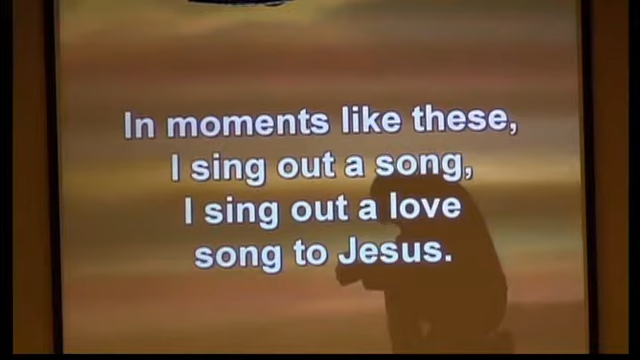 In moments like these,
I sing out a song,
I sing out a love
song to Jesus.